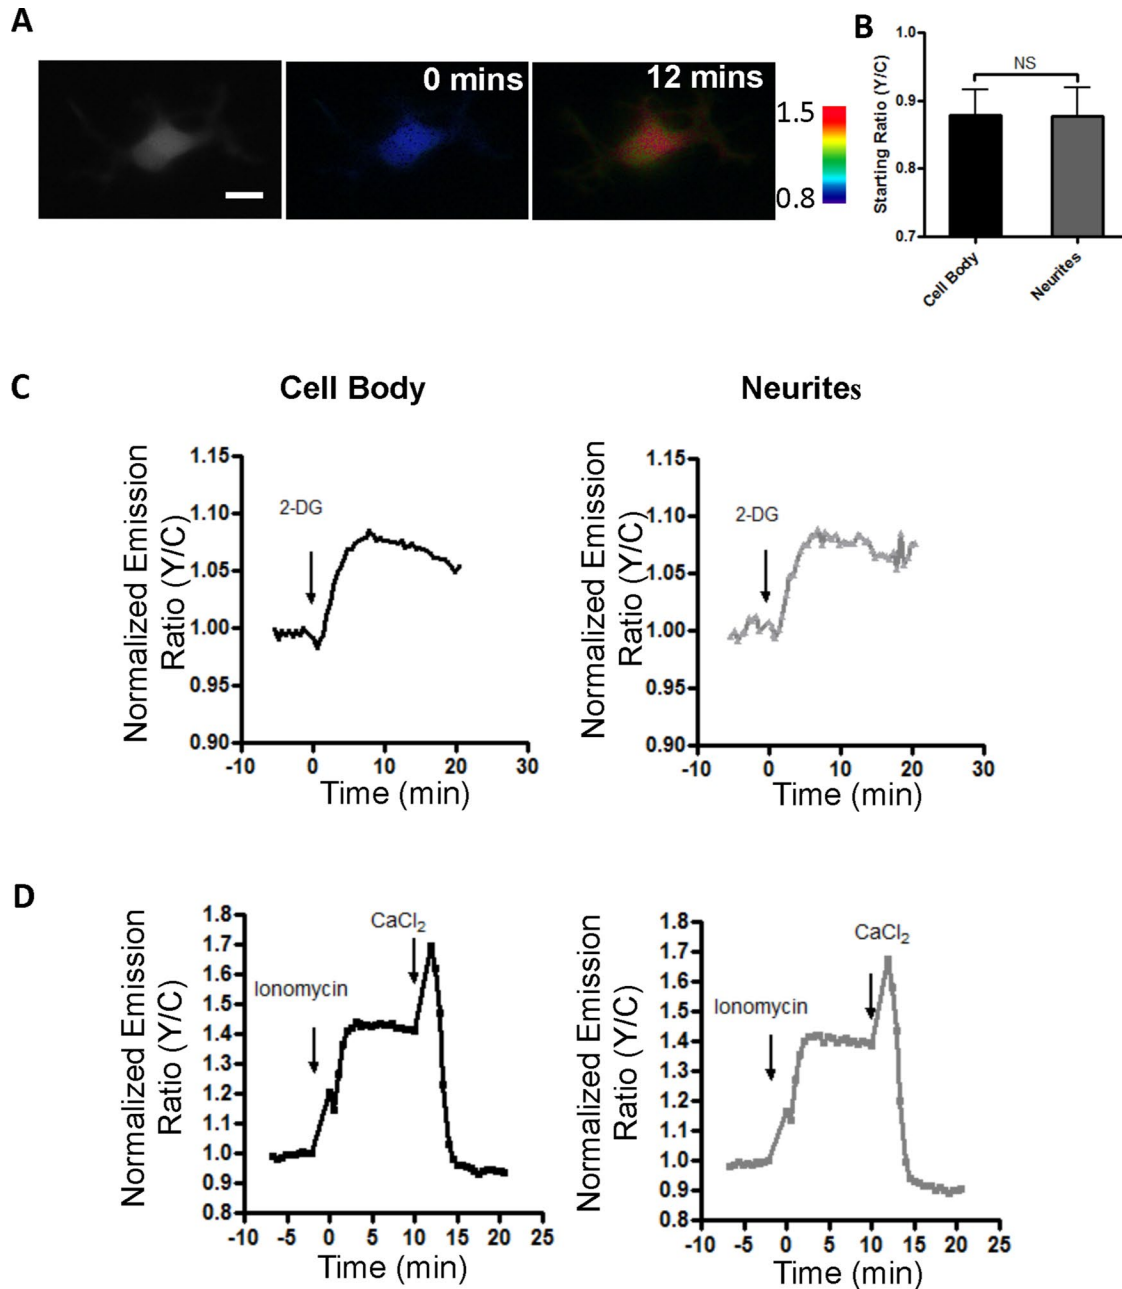 A
0 mins
12 mins
1.5
0.8
B
Starting Ratio (Y/C)
1.0
0.9
0.8
0.7
NS
Cell Body
Neurites
C
Cell Body
Neurites
Normalized Emission
Ratio (Y/C)
1.15
1.10
1.05
1.00
0.95
0.90
2-DG
-10
0
10
20
30
Time (min)
Normalized Emission
Ratio (Y/C)
1.15
1.10
1.05
1.00
0.95
0.90
2-DG
-10
0
10
20
30
Time (min)
D
Normalized Emission
Ratio (Y/C)
1.8
1.7
1.6
1.5
1.4
1.3
1.2
1.1
1.0
0.9
0.8
Ionomycin
CaCl₂
-10
-5
0
5
10
15
20
25
Time (min)
Normalized Emission
Ratio (Y/C)
1.8
1.7
1.6
1.5
1.4
1.3
1.2
1.1
1.0
0.9
0.8
Ionomycin
CaCl₂
-10
-5
0
5
10
15
20
25
Time (min)